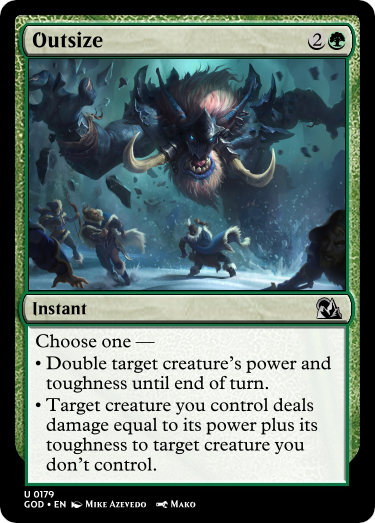 Outsize 2
Instant
Choose one —
• Double target creature's power and
toughness until end of turn.
• Target creature you control deals
damage equal to its power plus its
toughness to target creature you
don't control.
U 0179
GOD • EN Mike Azevedo Mako